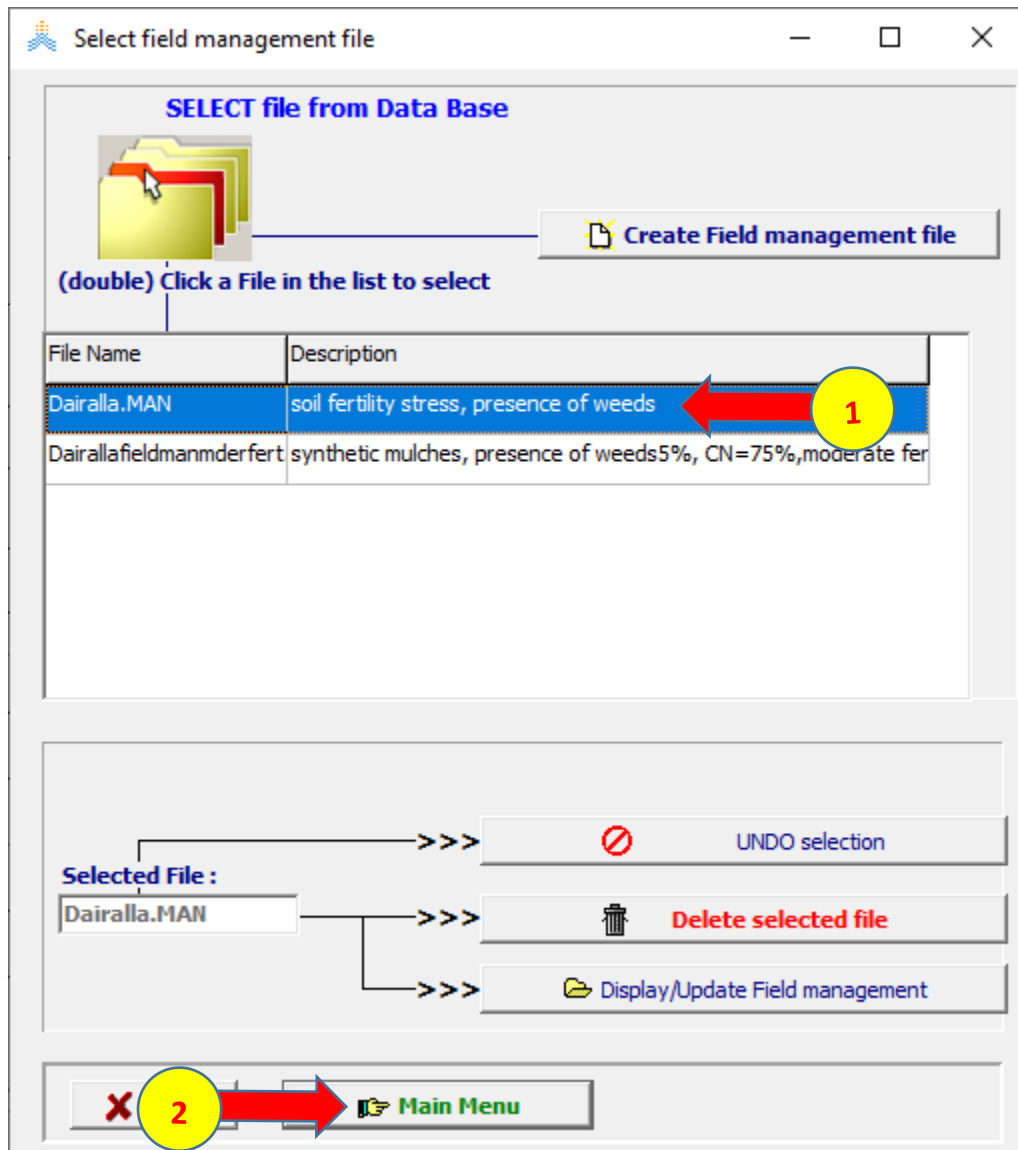 Select field management file
SELECT file from Data Base
Create Field management file
(double) Click a File in the list to select
File Name Description
Dairalla.MAN soil fertility stress, presence of weeds
1
Dairallafieldmanmderfert synthetic mulches, presence of weeds5%, CN=75%,moderate fer
>>> UNDO selection
Selected File :
Dairalla.MAN
>>> Delete selected file
>>> Display/Update Field management
2 Main Menu